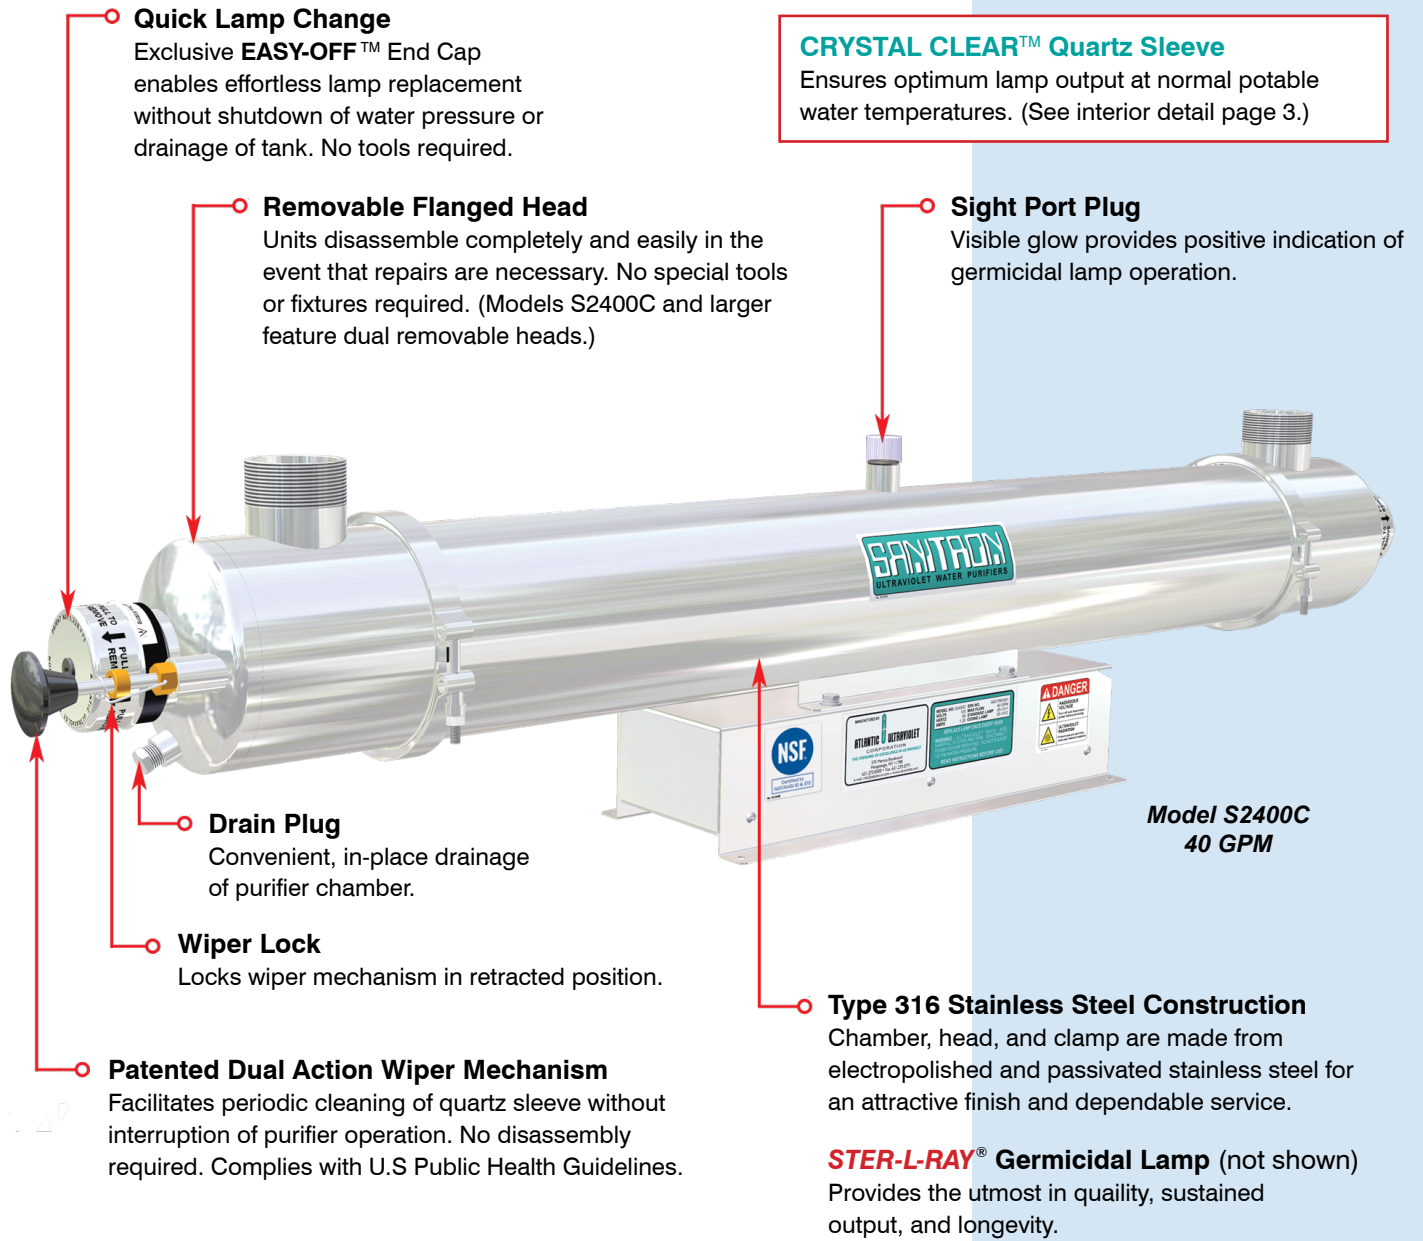 Quick Lamp Change
Exclusive EASY-OFF™ End Cap
enables effortless lamp replacement
without shutdown of water pressure or
drainage of tank. No tools required.
CRYSTAL CLEAR™ Quartz Sleeve
Ensures optimum lamp output at normal potable
water temperatures. (See interior detail page 3.)
Removable Flanged Head
Units disassemble completely and easily in the
event that repairs are necessary. No special tools
or fixtures required. (Models S2400C and larger
feature dual removable heads.)
Sight Port Plug
Visible glow provides positive indication of
germicidal lamp operation.
SANITRON
ULTRAVIOLET WATER PURIFIERS
NSF
Certified to
MANUFACTURED BY
ATLANTIC ULTRAVIOLET
CORPORATION
DANGER
HAZARDOUS
VOLTAGE
ULTRAVIOLET
RADIATION
Model S2400C
40 GPM
Drain Plug
Convenient, in-place drainage
of purifier chamber.
Wiper Lock
Locks wiper mechanism in retracted position.
Patented Dual Action Wiper Mechanism
Facilitates periodic cleaning of quartz sleeve without
interruption of purifier operation. No disassembly
required. Complies with U.S Public Health Guidelines.
Type 316 Stainless Steel Construction
Chamber, head, and clamp are made from
electropolished and passivated stainless steel for
an attractive finish and dependable service.
STER-L-RAY® Germicidal Lamp (not shown)
Provides the utmost in quaility, sustained
output, and longevity.